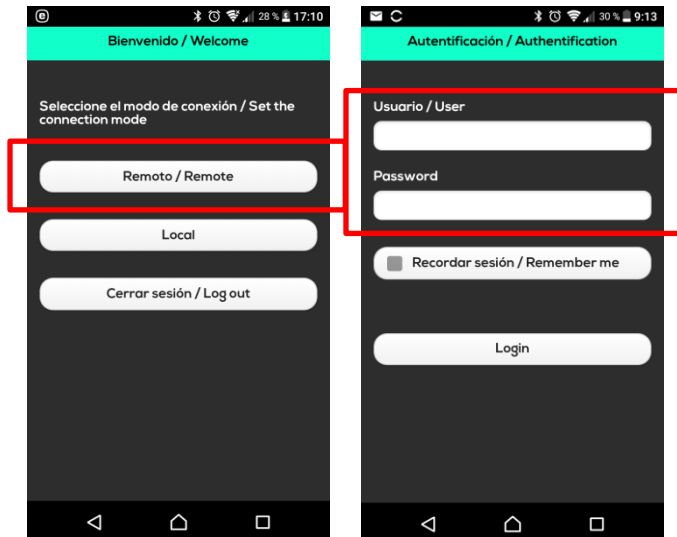 28 % 17:10
Bienvenido / Welcome
Seleccione el modo de conexión / Set the
connection mode
Remoto / Remote
Local
Cerrar sesión / Log out
30 % 9:13
Autentificación / Authentification
Usuario / User
Password
Recordar sesión / Remember me
Login